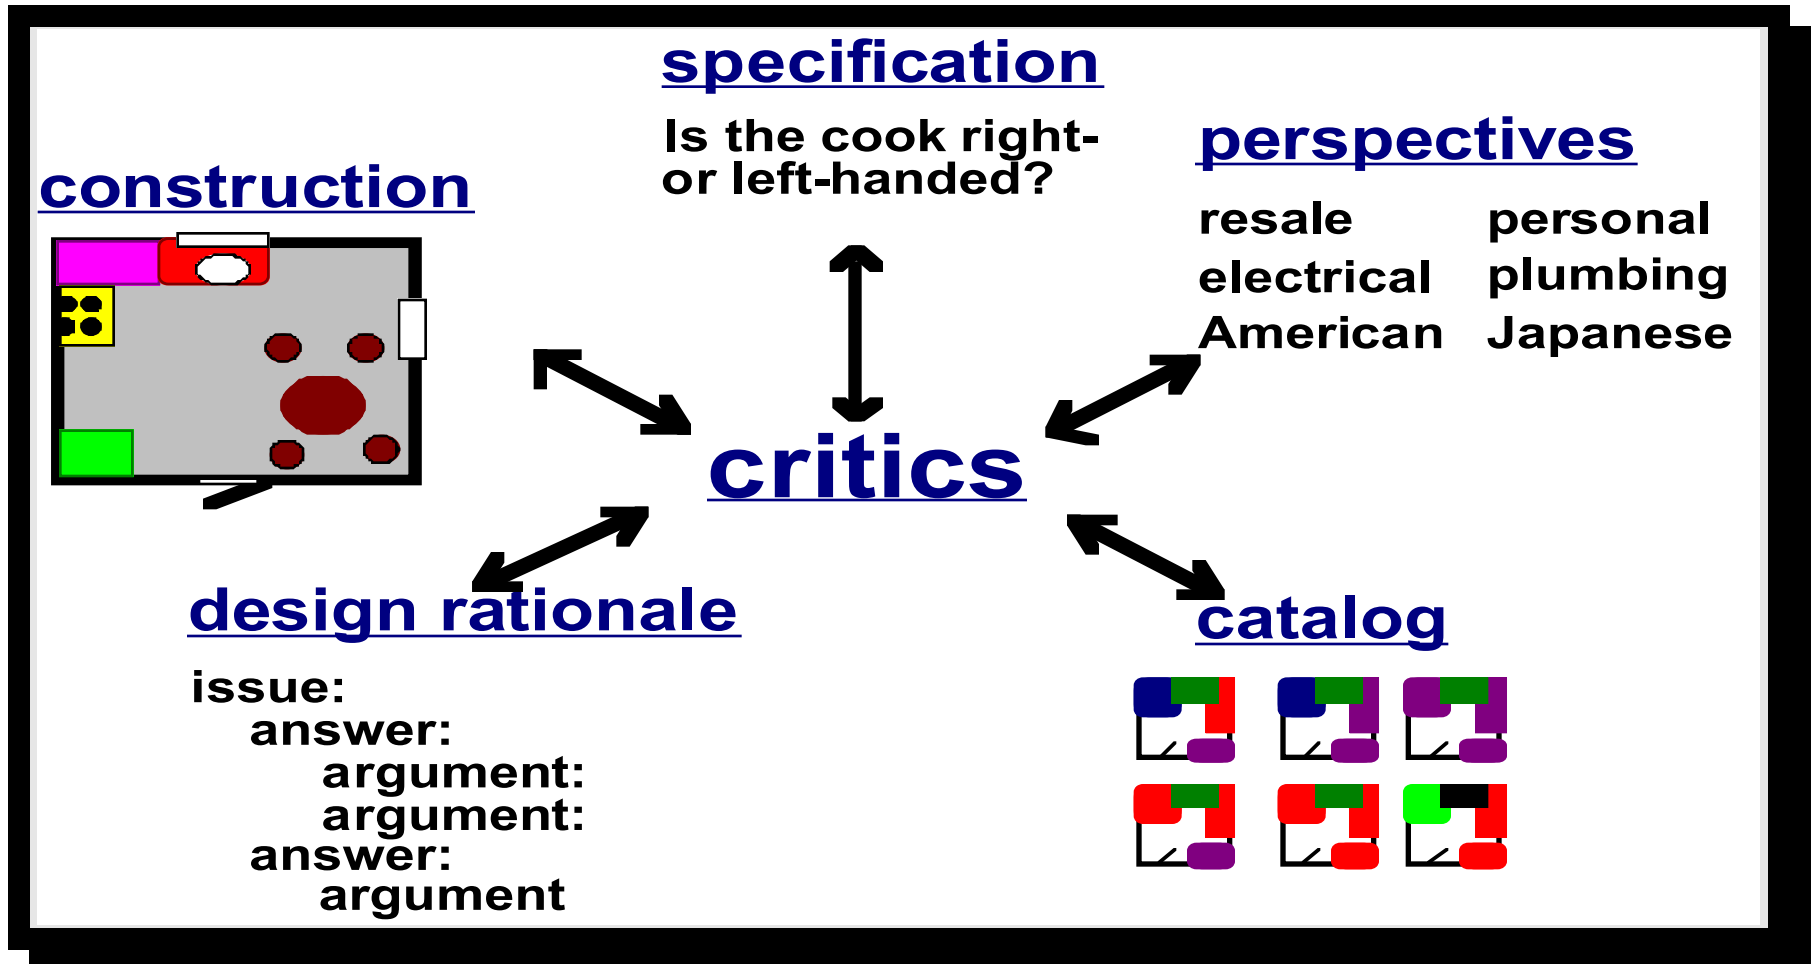 specification
Is the cook right-
or left-handed?
perspectives
resale personal
electrical plumbing
American Japanese
construction
critics
design rationale
issue:
answer:
argument:
argument:
answer:
argument
catalog